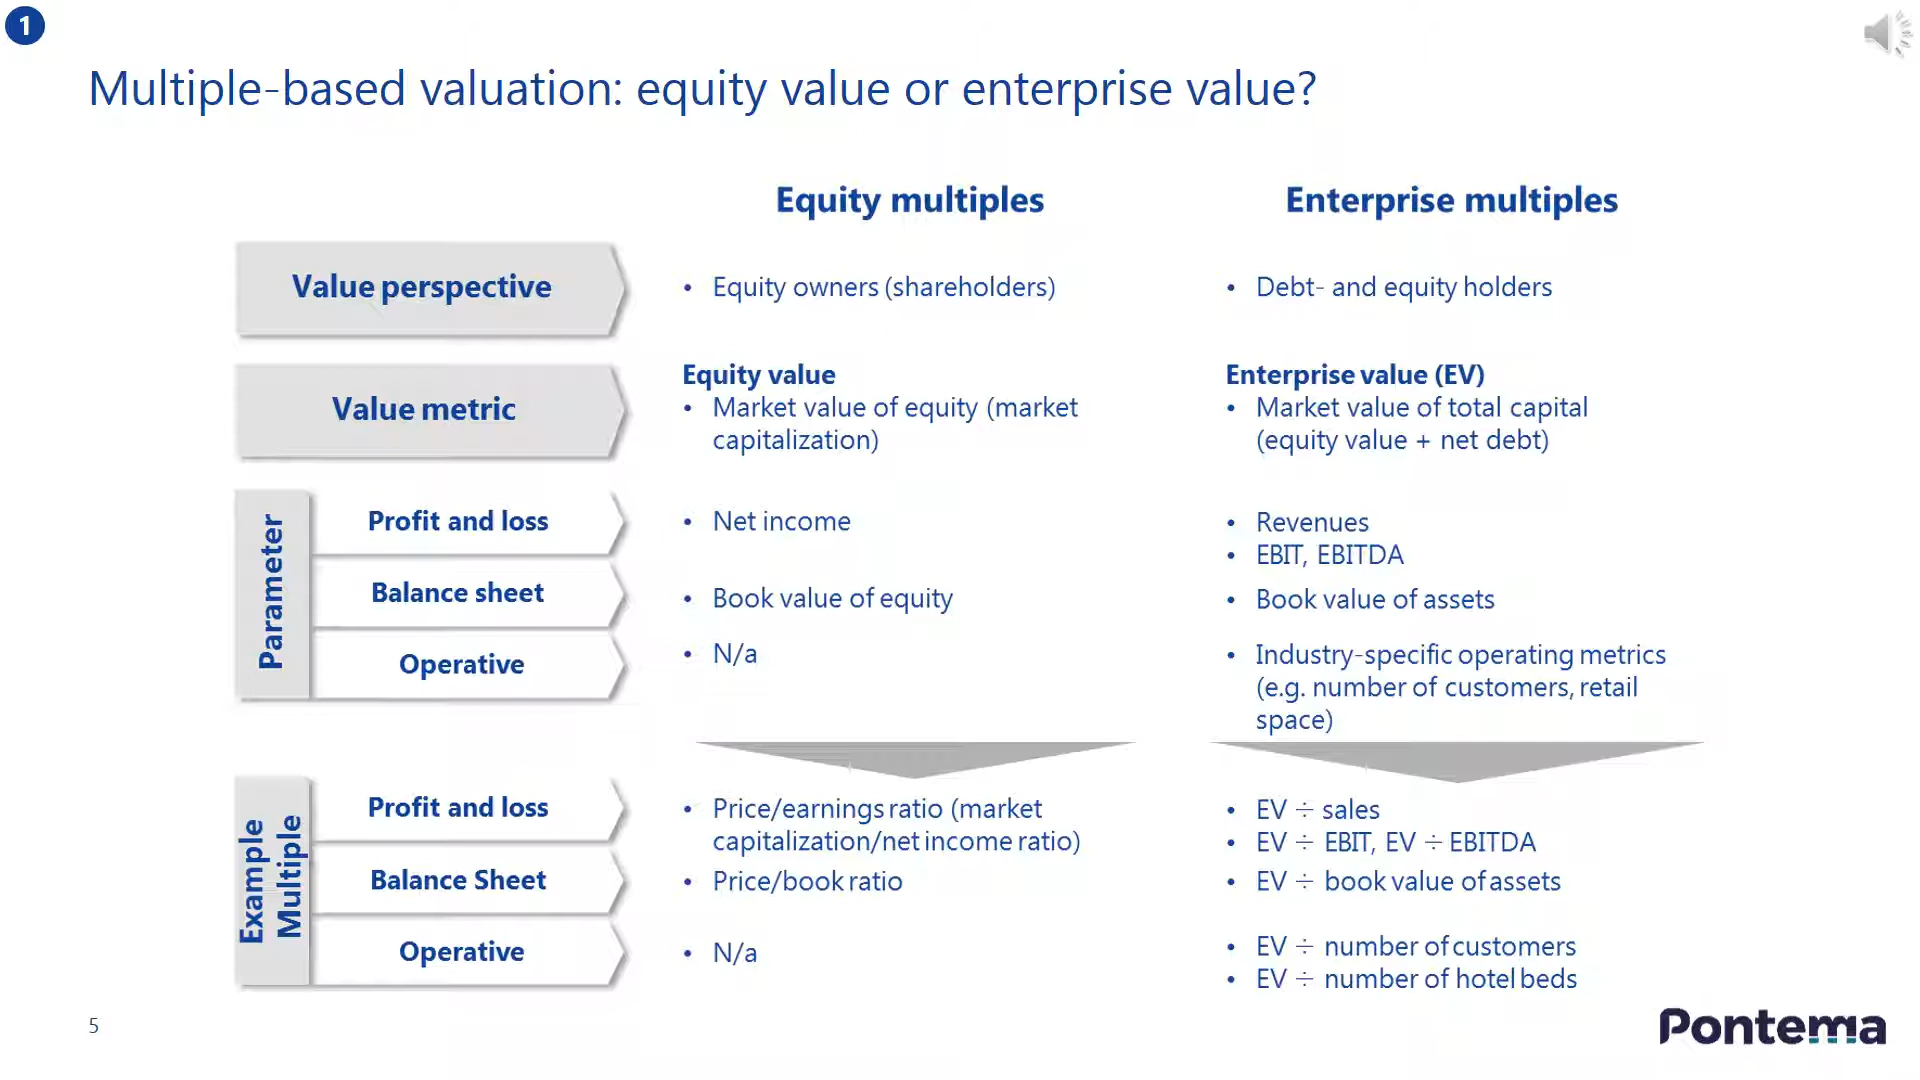 1
Multiple-based valuation: equity value or enterprise value?
Equity multiples
Enterprise multiples
Value perspective
• Equity owners (shareholders)
• Debt- and equity holders
Value metric
Equity value
• Market value of equity (market
capitalization)
Enterprise value (EV)
• Market value of total capital
(equity value + net debt)
Parameter
Profit and loss
• Net income
• Revenues
• EBIT, EBITDA
Balance sheet
• Book value of equity
• Book value of assets
Operative
• N/a
• Industry-specific operating metrics
(e.g. number of customers, retail
space)
Example
Multiple
Profit and loss
• Price/earnings ratio (market
capitalization/net income ratio)
• EV ÷ sales
• EV ÷ EBIT, EV ÷ EBITDA
Balance Sheet
• Price/book ratio
• EV ÷ book value of assets
Operative
• N/a
• EV ÷ number of customers
• EV ÷ number of hotel beds
5
Pontema